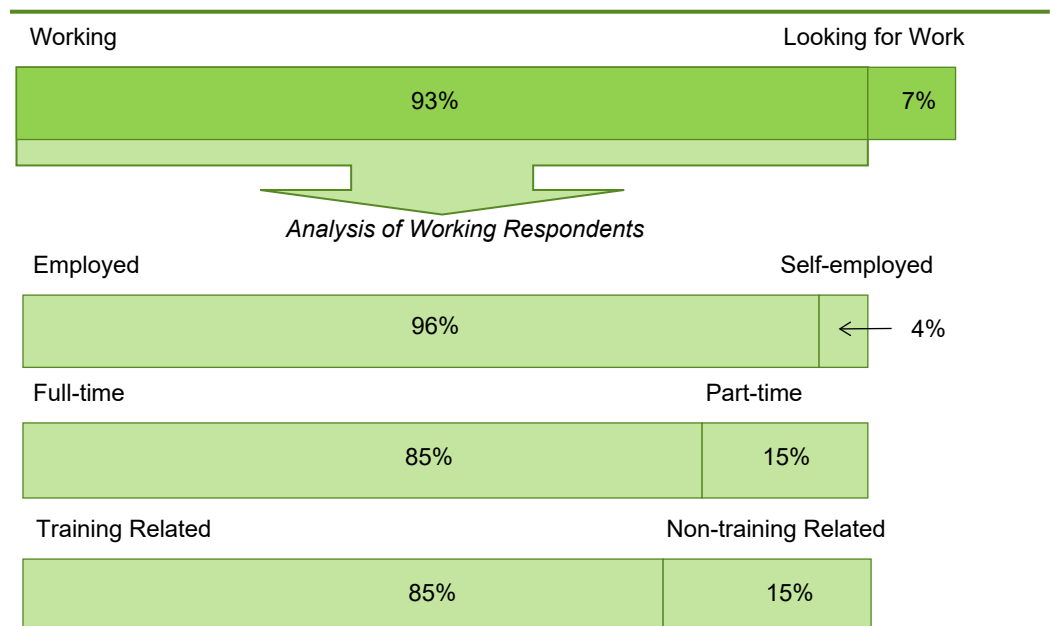 Working Looking for Work
93% 7%
Analysis of Working Respondents
Employed Self-employed
96% 4%
Full-time Part-time
85% 15%
Training Related Non-training Related
85% 15%